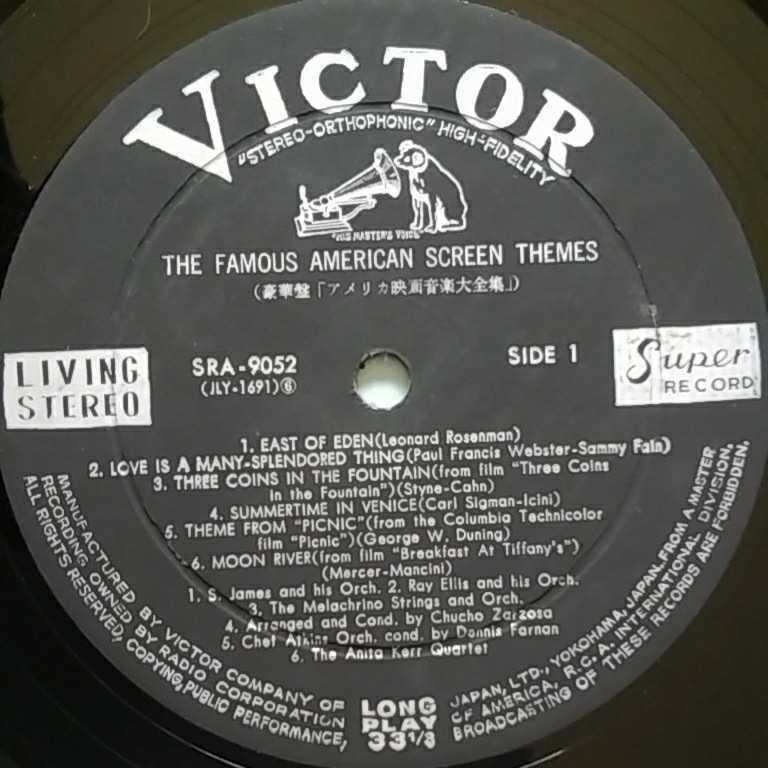 VICTOR
"STEREO-ORTHOPHONIC" HIGH-FIDELITY
"HIS MASTER'S VOICE"
THE FAMOUS AMERICAN SCREEN THEMES
(豪華盤「アメリカ映画音楽大全集」)
LIVING
STEREO
SRA-9052
(JLY-1691)Ⓖ
SIDE 1
Super
RECORD
1. EAST OF EDEN(Leonard Rosenman)
2. LOVE IS A MANY-SPLENDORED THING(Paul Francis Webster-Sammy Fain)
3. THREE COINS IN THE FOUNTAIN(from film "Three Coins
In the Fountain")(Styne-Cahn)
4. SUMMERTIME IN VENICE(Carl Sigman-Icini)
5. THEME FROM "PICNIC"(from the Columbia Technicolor
film "Picnic")(George W. Duning)
6. MOON RIVER(from film "Breakfast At Tiffany's")
(Mercer-Mancini)
1. S. James and his Orch. 2. Ray Ellis and his Orch.
3. The Melachrino Strings and Orch.
4. Arranged and Cond. by Chucho Zarzosa
5. Chet Atkins Orch. cond. by Dennis Farnan
6. The Anita Kerr Quartet
MANUFACTURED BY VICTOR COMPANY OF JAPAN, LTD., YOKOHAMA, JAPAN, FROM A MASTER
RECORDING OWNED BY RADIO CORPORATION OF AMERICA, R.C.A. INTERNATIONAL DIVISION,
ALL RIGHTS RESERVED, COPYING, PUBLIC PERFORMANCE, BROADCASTING OF THESE RECORDS ARE FORBIDDEN.
LONG
PLAY
33 1/3